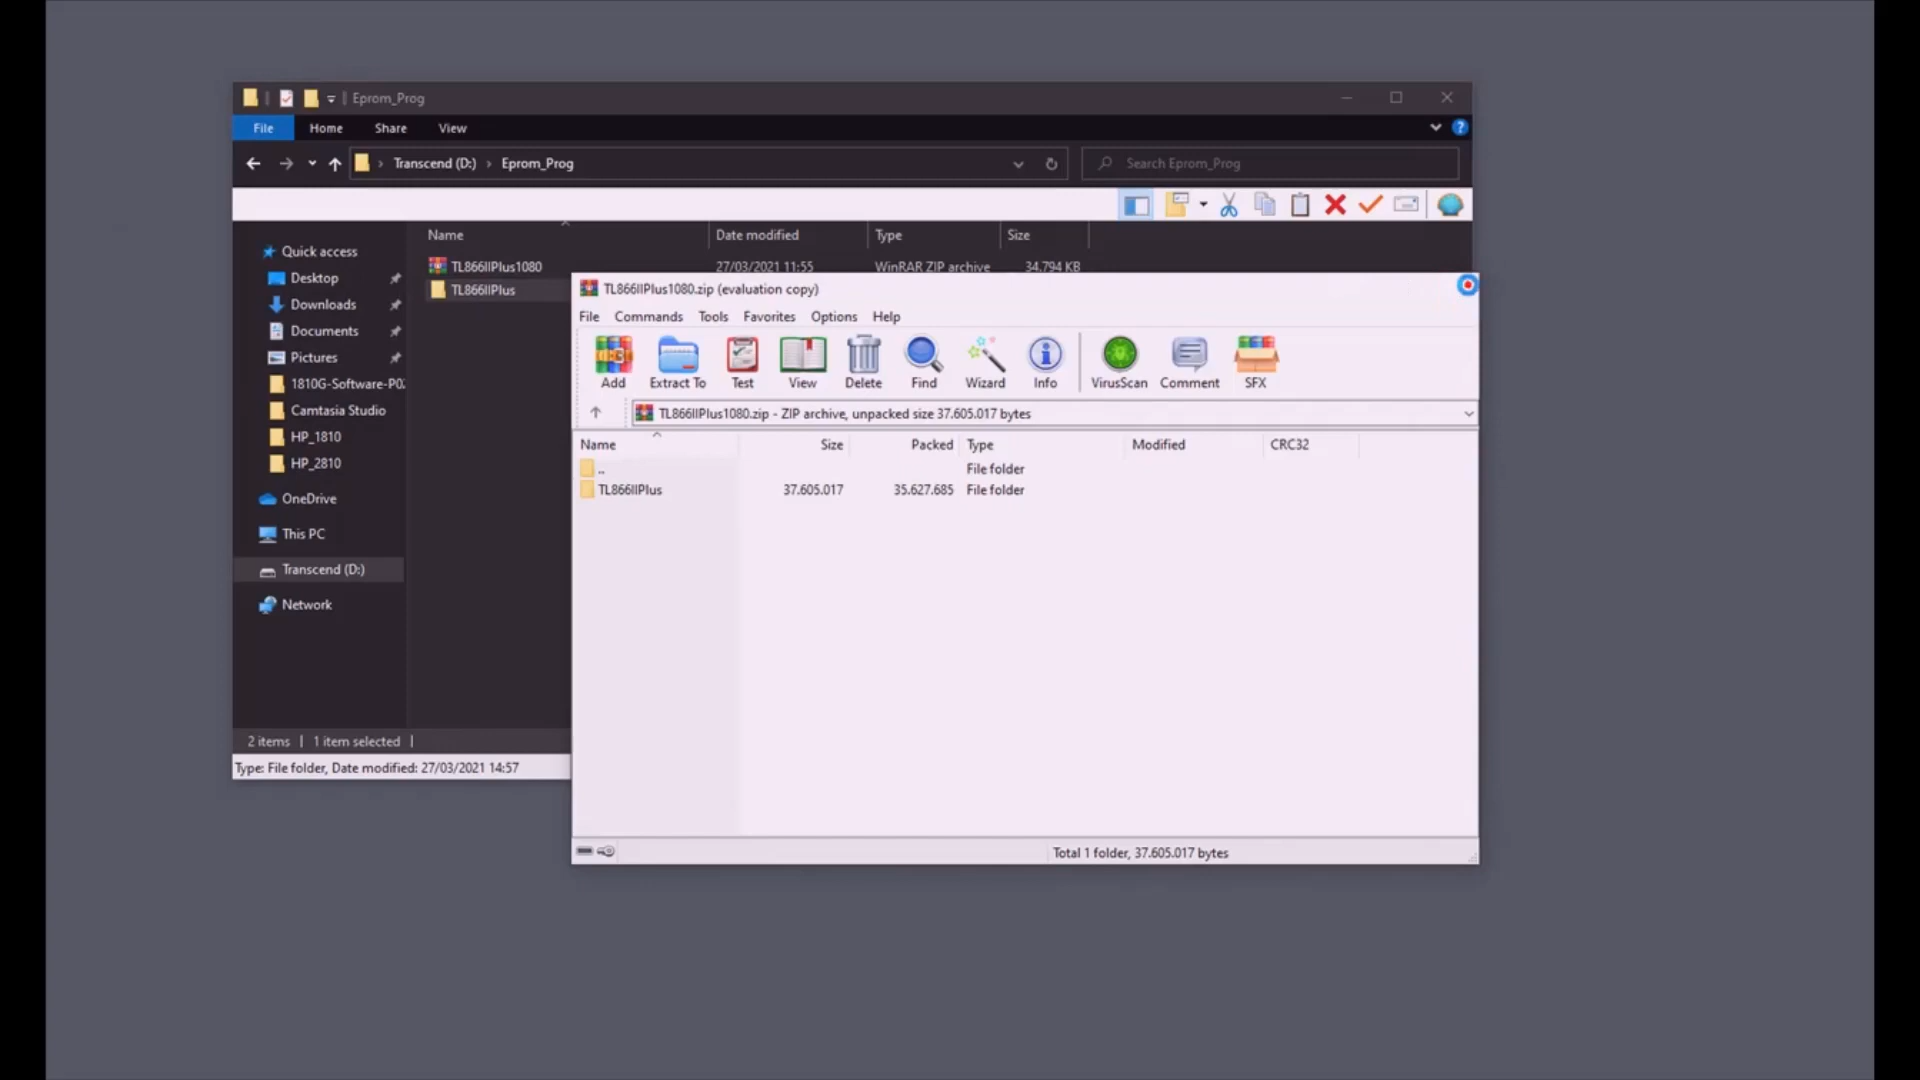 Eprom_Prog
File Home Share View
Transcend (D:) Eprom_Prog
Search Eprom_Prog
Name Date modified Type Size
Quick access
Desktop
Downloads
Documents
Pictures
1810G-Software-P0
Camtasia Studio
HP_1810
HP_2810
OneDrive
This PC
Transcend (D:)
Network
TL866IIPlus1080 27/03/2021 11:55 WinRAR ZIP archive 34.794 KB
TL866IIPlus
2 items 1 item selected
Type: File folder, Date modified: 27/03/2021 14:57
TL866IIPlus1080.zip (evaluation copy)
File Commands Tools Favorites Options Help
Add Extract To Test View Delete Find Wizard Info VirusScan Comment SFX
TL866IIPlus1080.zip - ZIP archive, unpacked size 37.605.017 bytes
Name Size Packed Type Modified CRC32
.. File folder
TL866IIPlus 37.605.017 35.627.685 File folder
Total 1 folder, 37.605.017 bytes